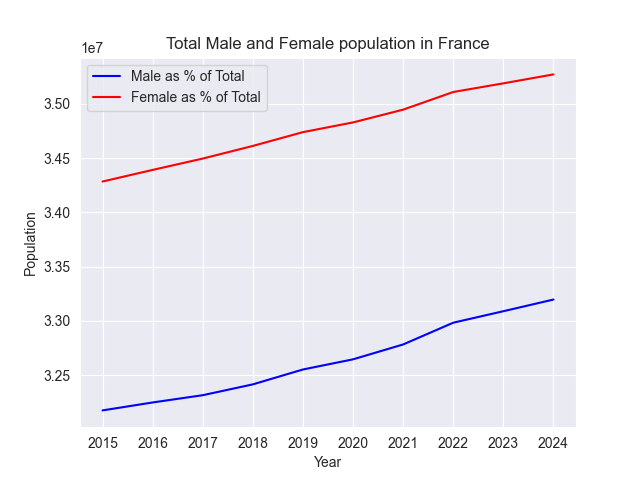 Total Male and Female population in France
1e7
Male as % of Total
Female as % of Total
3.50
3.45
3.40
3.35
3.30
3.25
Population
2015 2016 2017 2018 2019 2020 2021 2022 2023 2024
Year